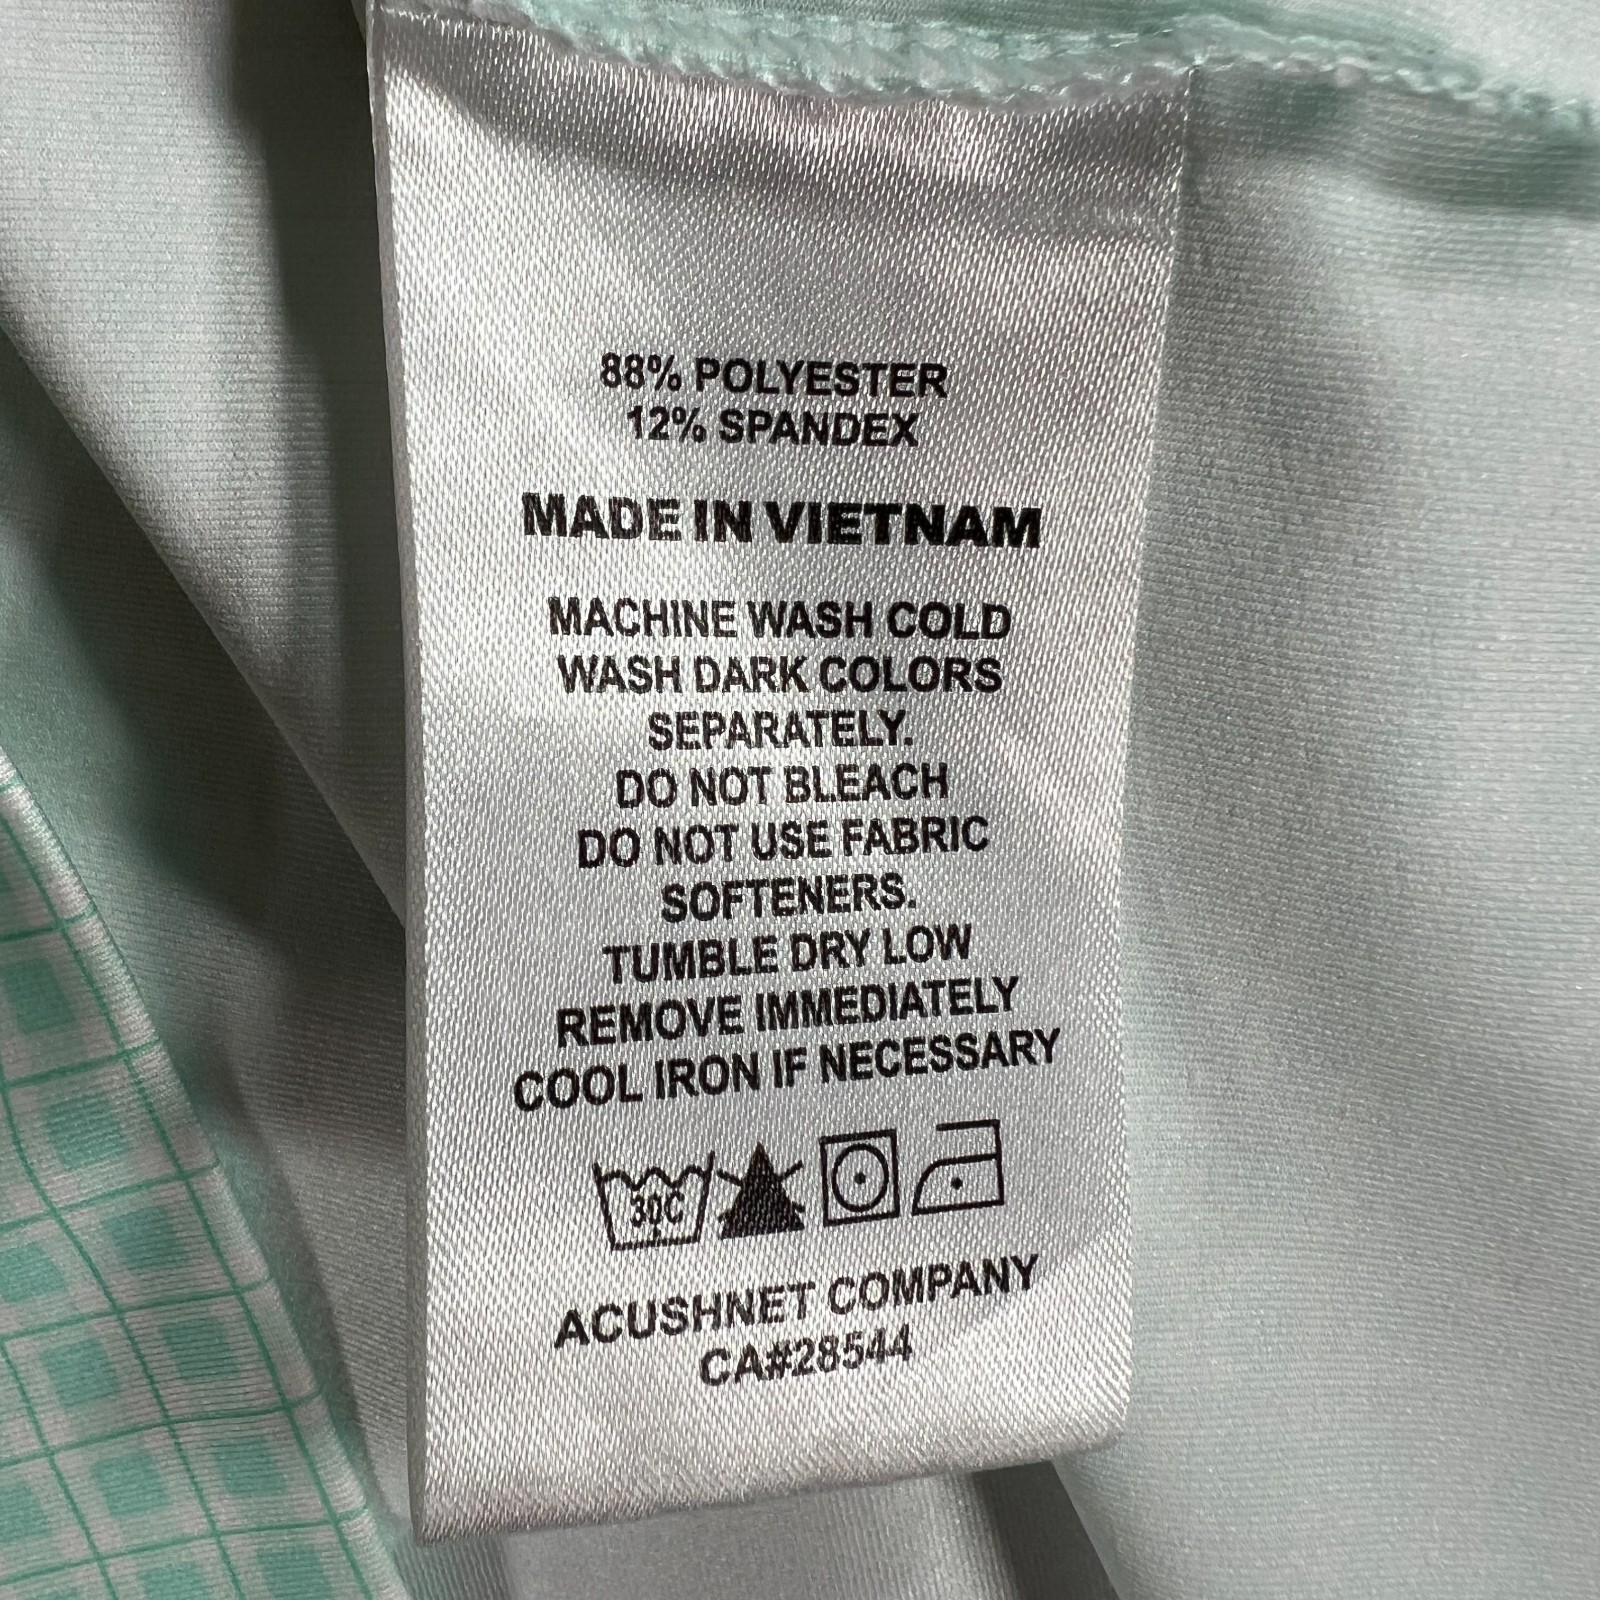 88% POLYESTER
12% SPANDEX
MADE IN VIETNAM
MACHINE WASH COLD
WASH DARK COLORS
SEPARATELY.
DO NOT BLEACH
DO NOT USE FABRIC
SOFTENERS.
TUMBLE DRY LOW
REMOVE IMMEDIATELY
COOL IRON IF NECESSARY
30C
ACUSHNET COMPANY
CA#28544